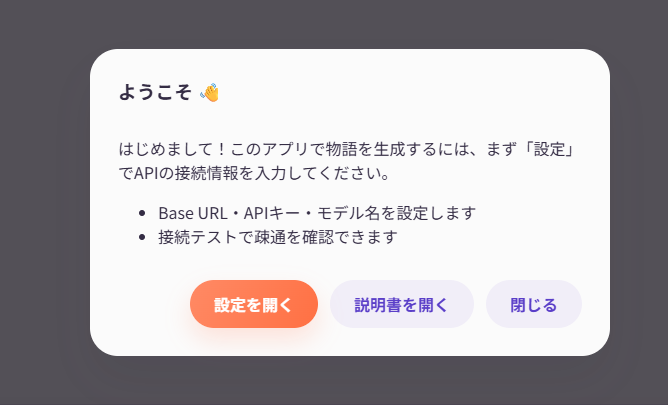 ようこそ 👋
はじめまして！このアプリで物語を生成するには、まず「設定」
でAPIの接続情報を入力してください。
• Base URL・APIキー・モデル名を設定します
• 接続テストで疎通を確認できます
設定を開く 説明書を開く 閉じる